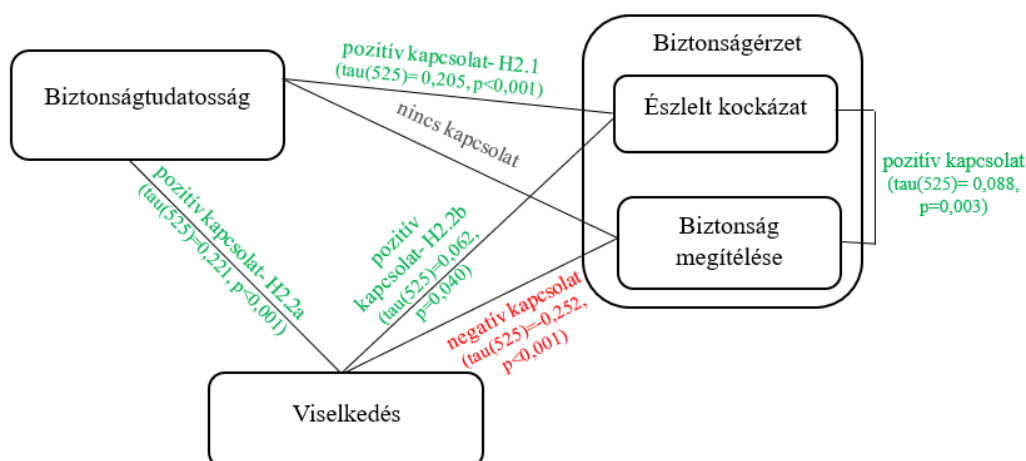 Biztonságtudatosság
pozitív kapcsolat- H2.1
(tau(525)= 0,205, p<0,001)
nincs kapcsolat
Biztonságérzet
Észlelt kockázat
Biztonság
megítélése
pozitív kapcsolat
(tau(525)= 0,088,
p=0,003)
pozitív kapcsolat- H2.2a
(tau(525)=0,221, p<0,001)
pozitív
kapcsolat- H2.2b
(tau(525)=0,062,
p=0,040)
negatív kapcsolat
(tau(525)=-0,252,
p<0,001)
Viselkedés